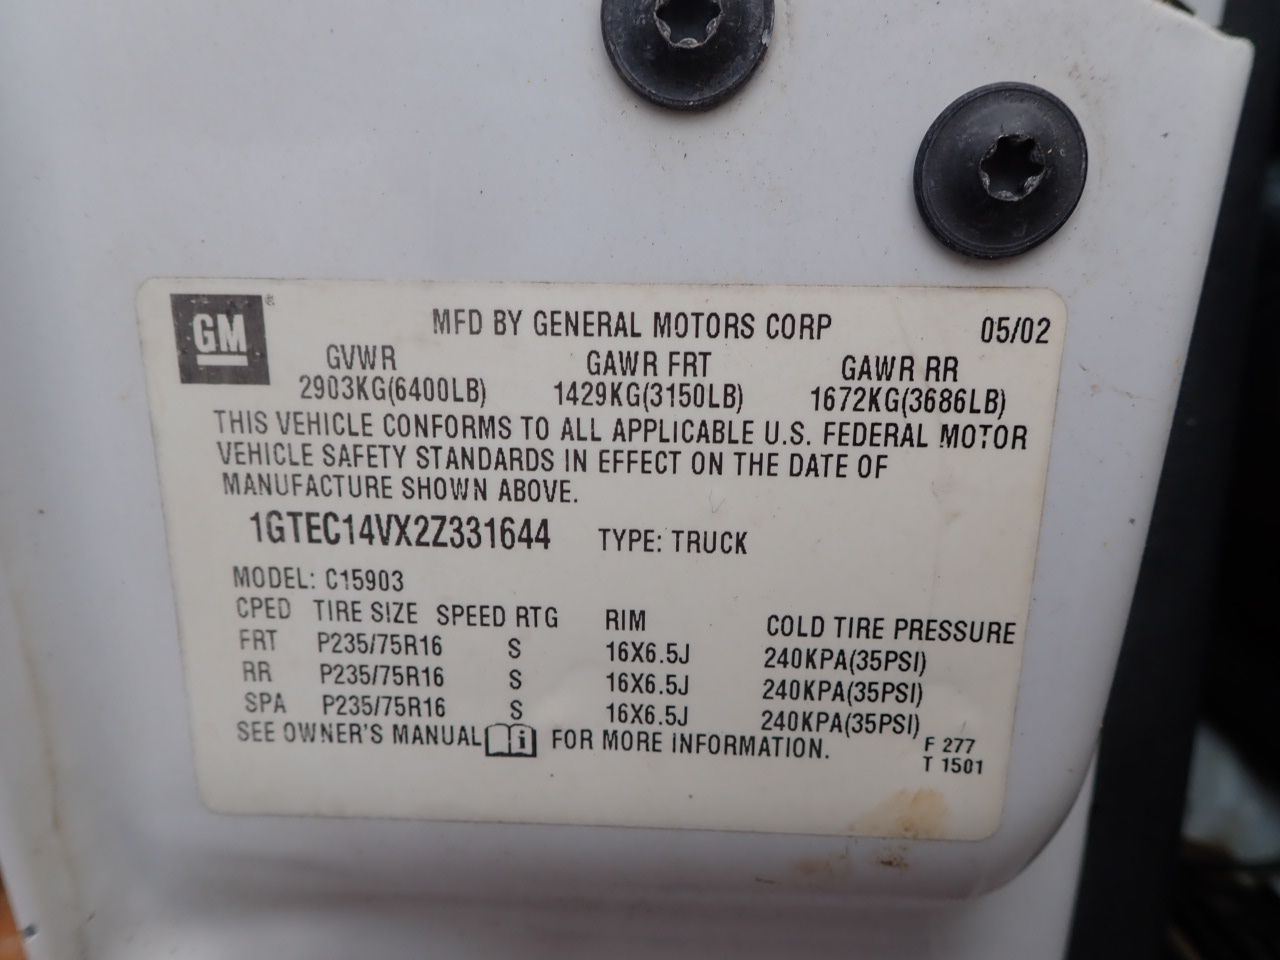 GM®
MFD BY GENERAL MOTORS CORP 05/02
GVWR GAWR FRT GAWR RR
2903KG(6400LB) 1429KG(3150LB) 1672KG(3686LB)
THIS VEHICLE CONFORMS TO ALL APPLICABLE U.S. FEDERAL MOTOR
VEHICLE SAFETY STANDARDS IN EFFECT ON THE DATE OF
MANUFACTURE SHOWN ABOVE.
1GTEC14VX2Z331644 TYPE: TRUCK
MODEL: C15903
CPED TIRE SIZE SPEED RTG RIM COLD TIRE PRESSURE
FRT P235/75R16 S 16X6.5J 240KPA(35PSI)
RR P235/75R16 S 16X6.5J 240KPA(35PSI)
SPA P235/75R16 S 16X6.5J 240KPA(35PSI)
SEE OWNER'S MANUAL i FOR MORE INFORMATION.
F 277
T 1501